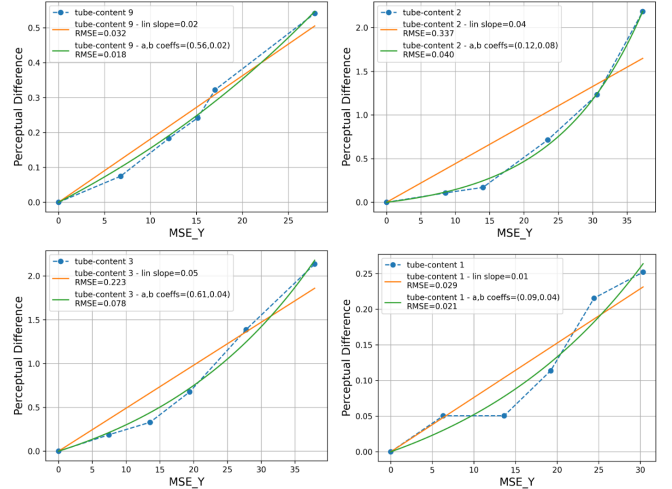 tube-content 9
tube-content 9 - lin slope=0.02
RMSE=0.032
tube-content 9 - a,b coeffs=(0.56,0.02)
RMSE=0.018
Perceptual Difference
0.5
0.4
0.3
0.2
0.1
0.0
0 5 10 15 20 25
MSE_Y
tube-content 2
tube-content 2 - lin slope=0.04
RMSE=0.337
tube-content 2 - a,b coeffs=(0.12,0.08)
RMSE=0.040
Perceptual Difference
2.0
1.5
1.0
0.5
0.0
0 5 10 15 20 25 30 35
MSE_Y
tube-content 3
tube-content 3 - lin slope=0.05
RMSE=0.223
tube-content 3 - a,b coeffs=(0.61,0.04)
RMSE=0.078
Perceptual Difference
2.0
1.5
1.0
0.5
0.0
0 5 10 15 20 25 30 35
MSE_Y
tube-content 1
tube-content 1 - lin slope=0.01
RMSE=0.029
tube-content 1 - a,b coeffs=(0.09,0.04)
RMSE=0.021
Perceptual Difference
0.25
0.20
0.15
0.10
0.05
0.00
0 5 10 15 20 25 30
MSE_Y